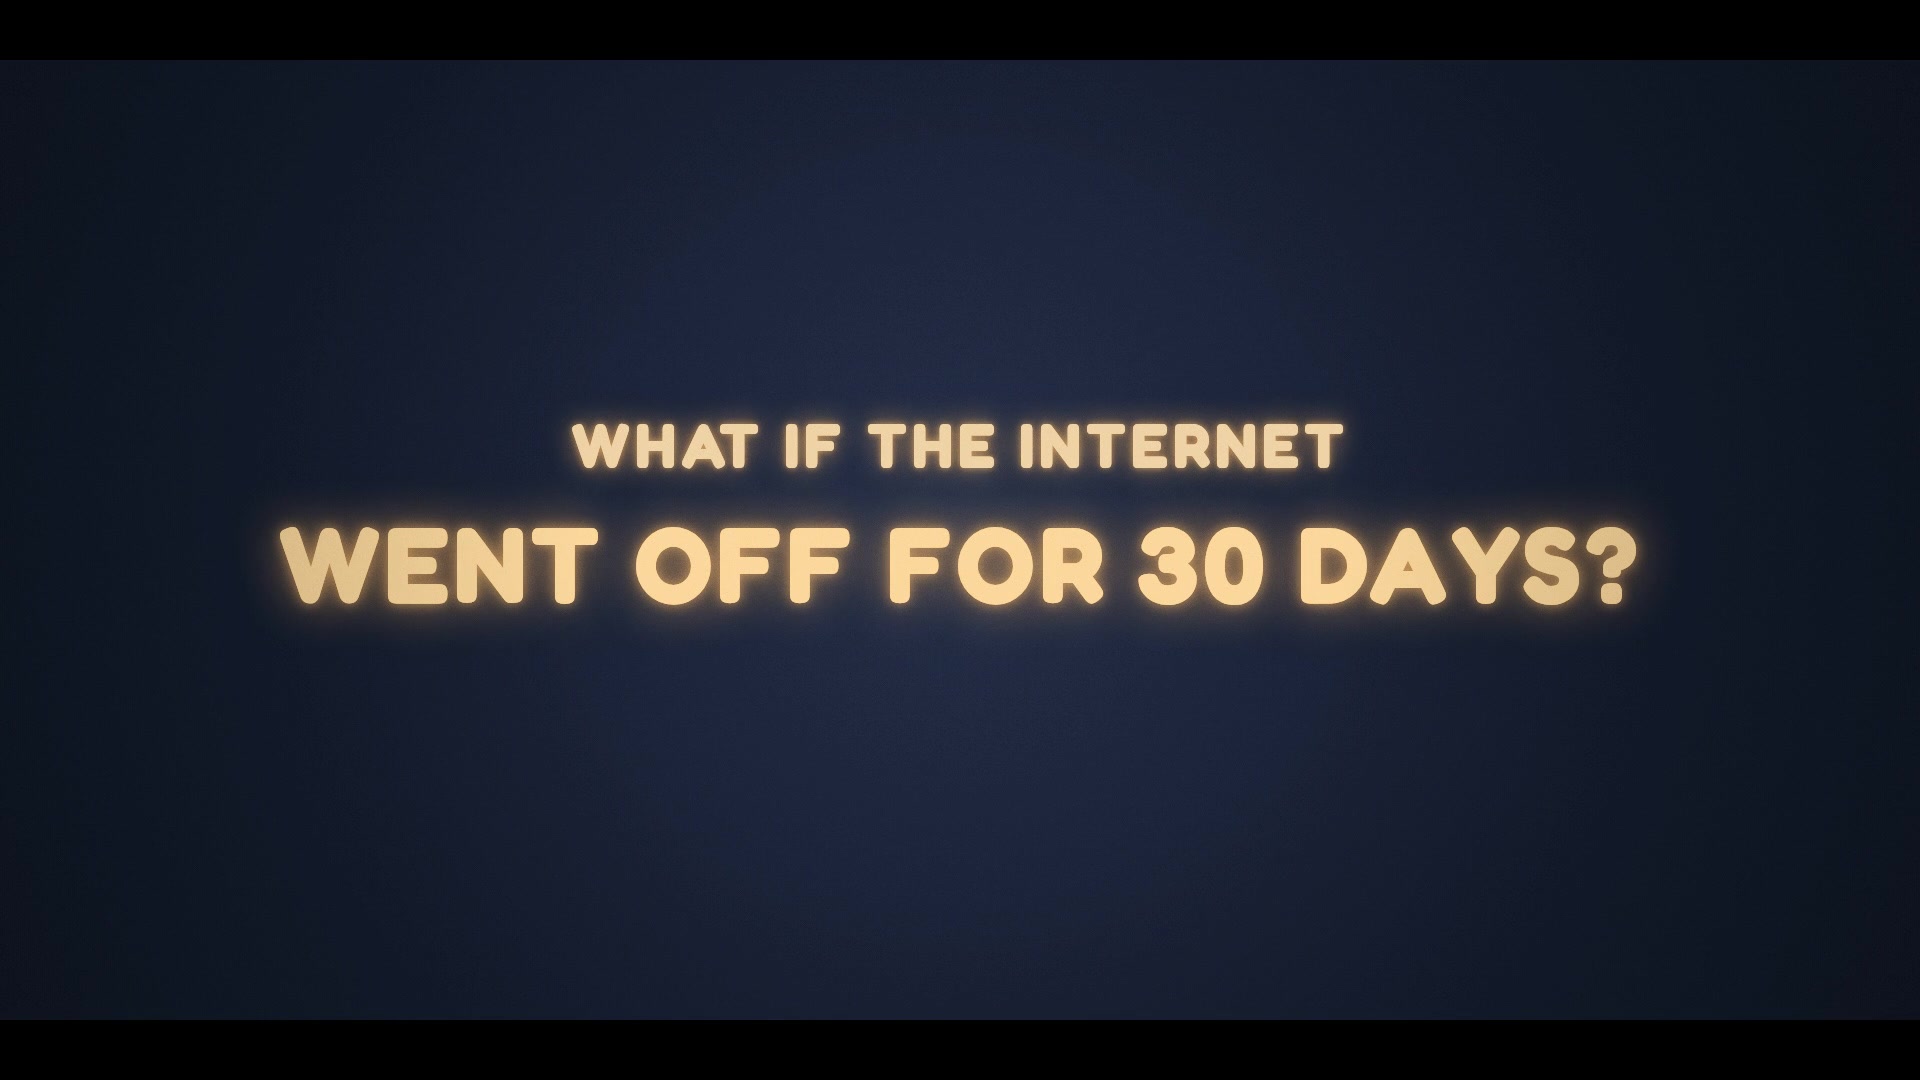 WHAT IF THE INTERNET
WENT OFF FOR 30 DAYS?